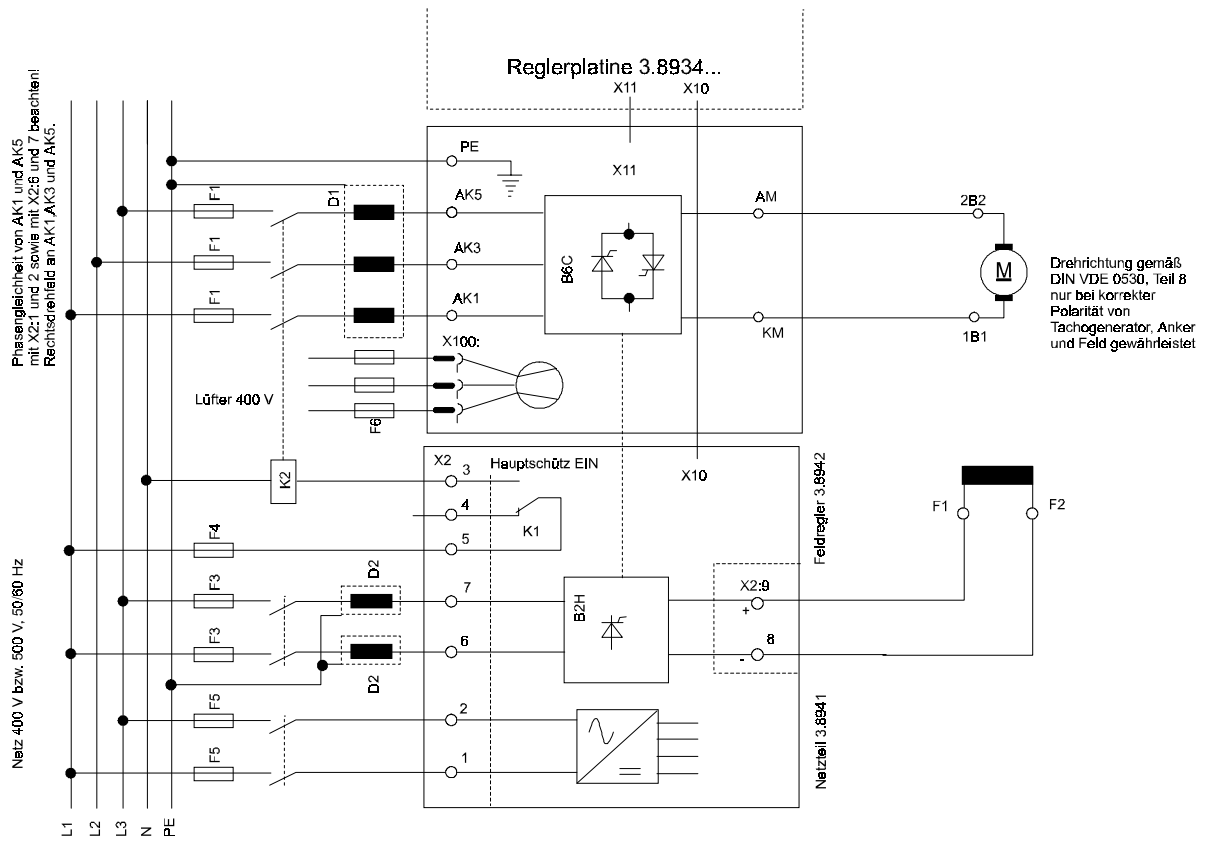 Reglerplatine 3.8934...
X11
X10
Phasengleichheit von AK1 und AK5
mit X2:1 und 2 sowie mit X2:6 und 7 beachten!
Rechtsdrehfeld an AK1,AK3 und AK5.
PE
X11
F1
D1
AK5
AM
2B2
F1
AK3
B6C
M
Drehrichtung gemäß
DIN VDE 0530, Teil 8
nur bei korrekter
Polarität von
Tachogenerator, Anker
und Feld gewährleistet
F1
AK1
KM
1B1
X100:
Lüfter 400 V
F6
X2
Hauptschütz EIN
X10
Feldregler 3.8942
K2
3
4
K1
F1
F2
F4
5
Netz 400 V bzw. 500 V, 50/60 Hz
F3
D2
7
B2H
X2:9
+
F3
D2
6
8
-
F5
2
Netzteil 3.8941
F5
1
L1
L2
L3
N
PE